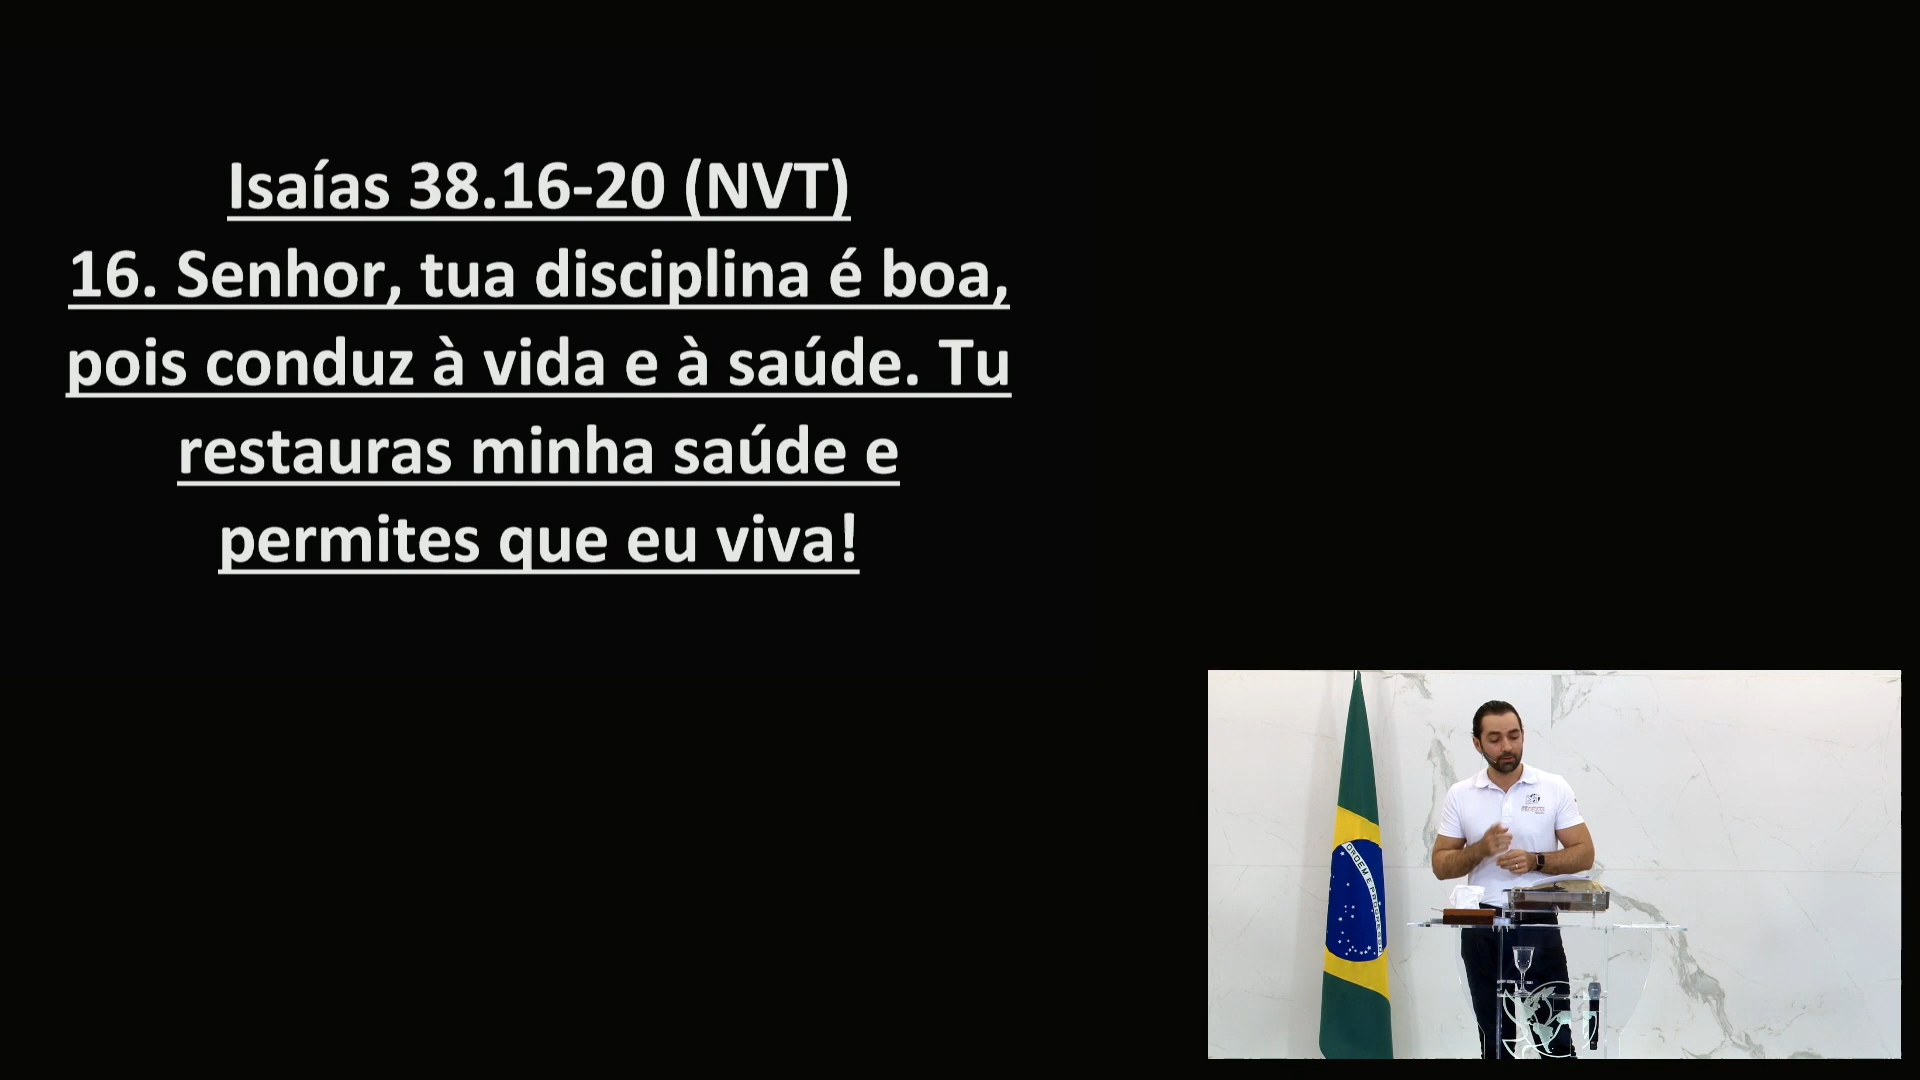 Isaías 38.16-20 (NVT)
16. Senhor, tua disciplina é boa,
pois conduz à vida e à saúde. Tu
restauras minha saúde e
permites que eu viva!